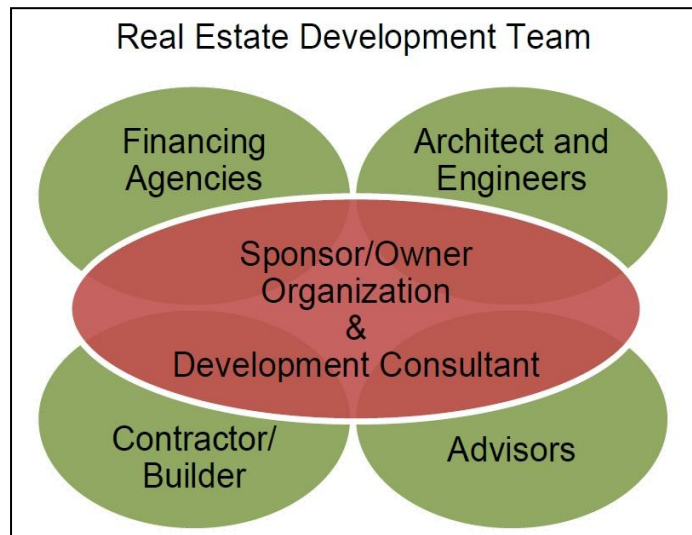 Real Estate Development Team
Financing
Agencies
Architect and
Engineers
Sponsor/Owner
Organization
&
Development Consultant
Contractor/
Builder
Advisors